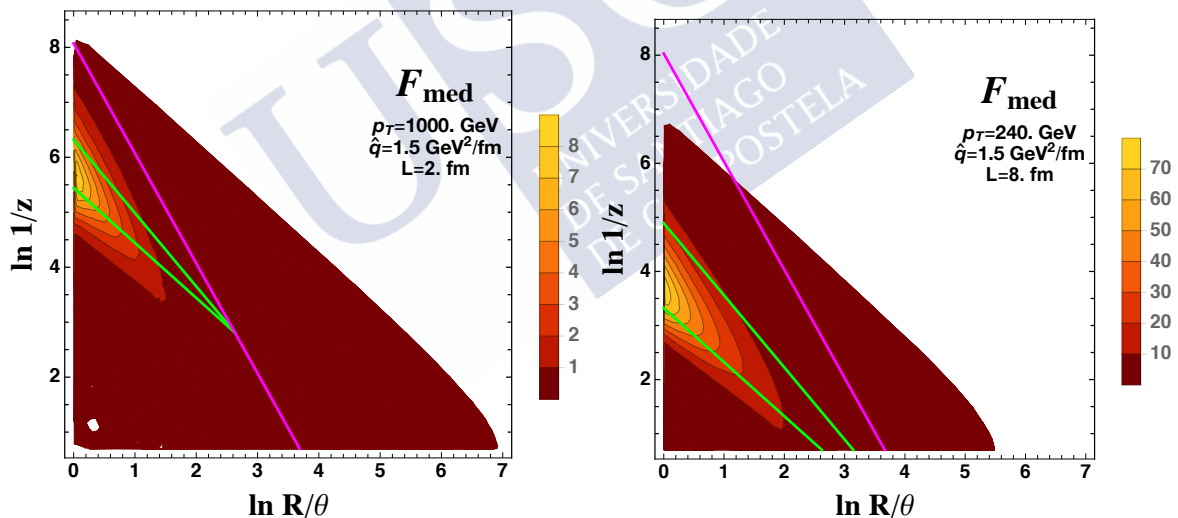 F_med
p_T=1000. GeV
q̂=1.5 GeV²/fm
L=2. fm
8
6
4
2
ln 1/z
0 1 2 3 4 5 6 7
ln R/θ
8
7
6
5
4
3
2
1
F_med
p_T=240. GeV
q̂=1.5 GeV²/fm
L=8. fm
8
6
4
2
ln 1/z
0 1 2 3 4 5 6 7
ln R/θ
70
60
50
40
30
20
10
UNIVERSIDADE
DE SANTIAGO